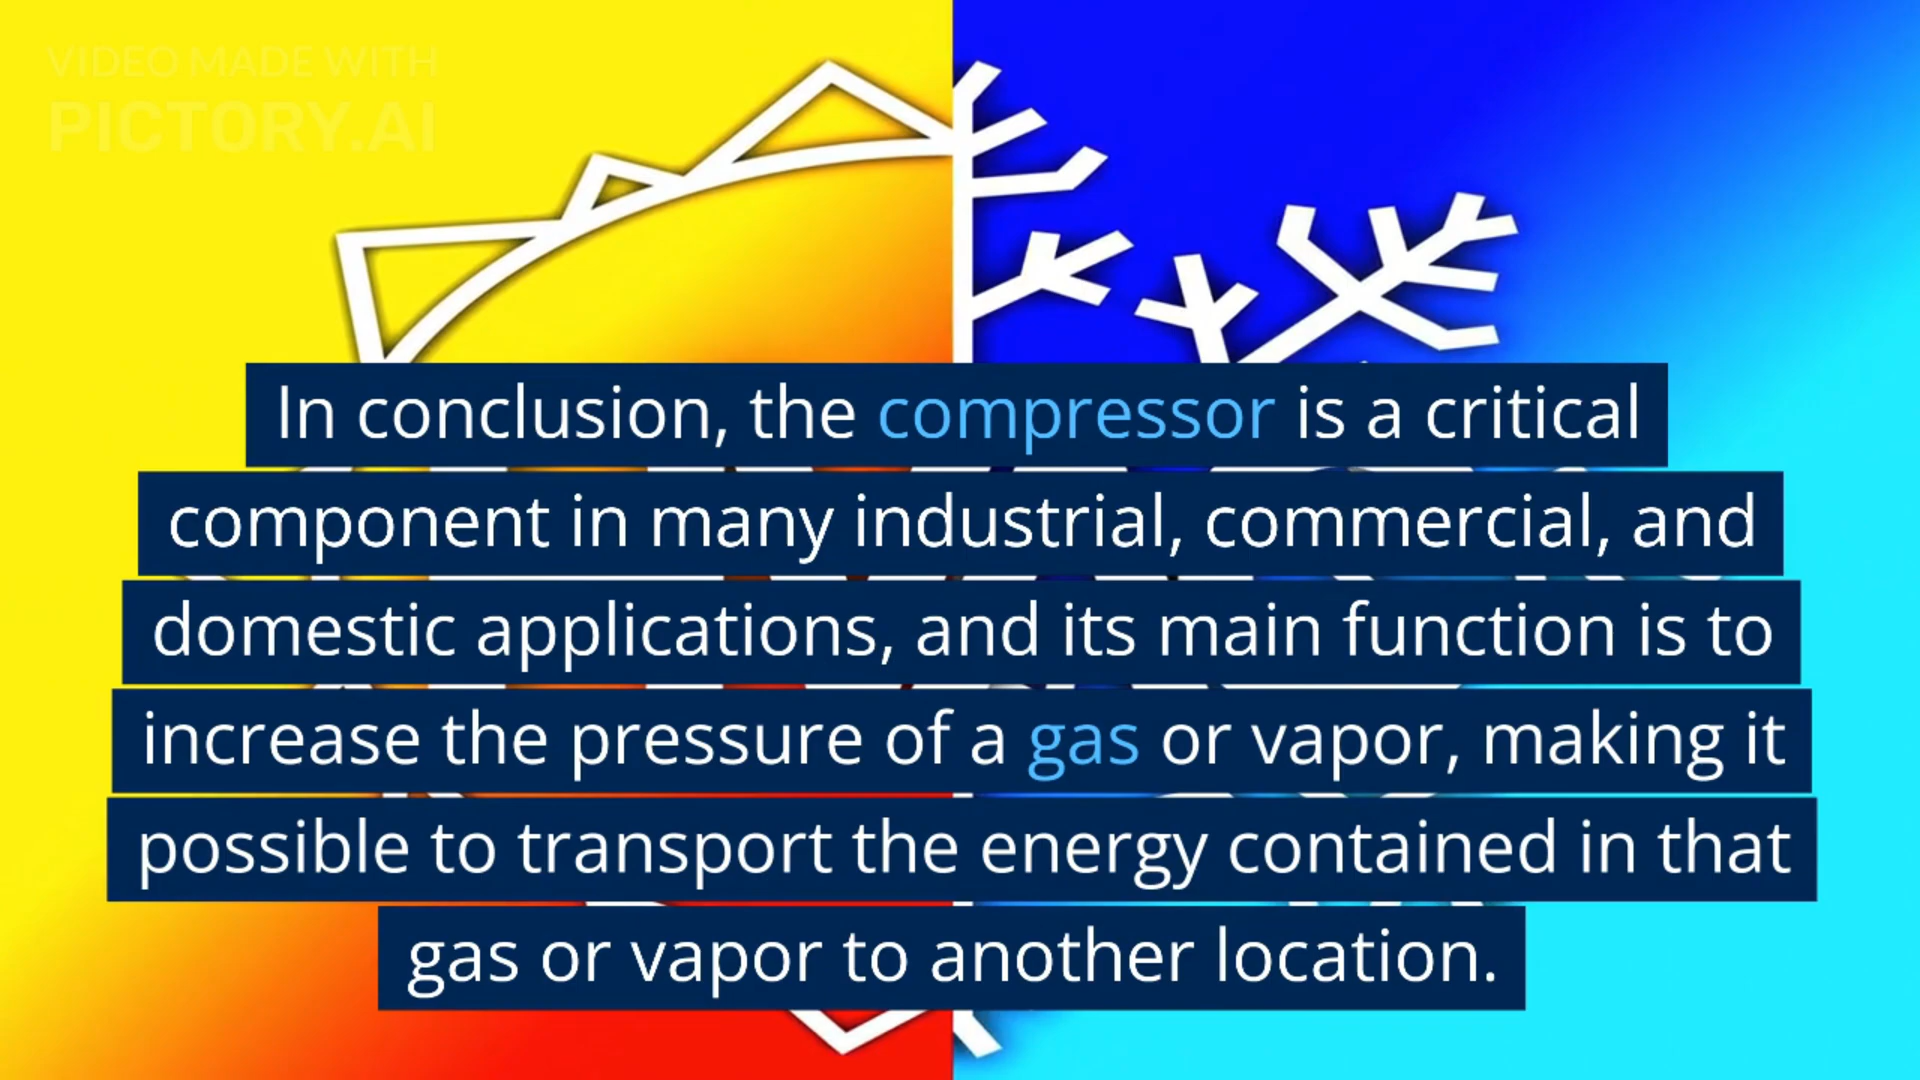 VIDEO MADE WITH
PICTORY.AI
In conclusion, the compressor is a critical
component in many industrial, commercial, and
domestic applications, and its main function is to
increase the pressure of a gas or vapor, making it
possible to transport the energy contained in that
gas or vapor to another location.